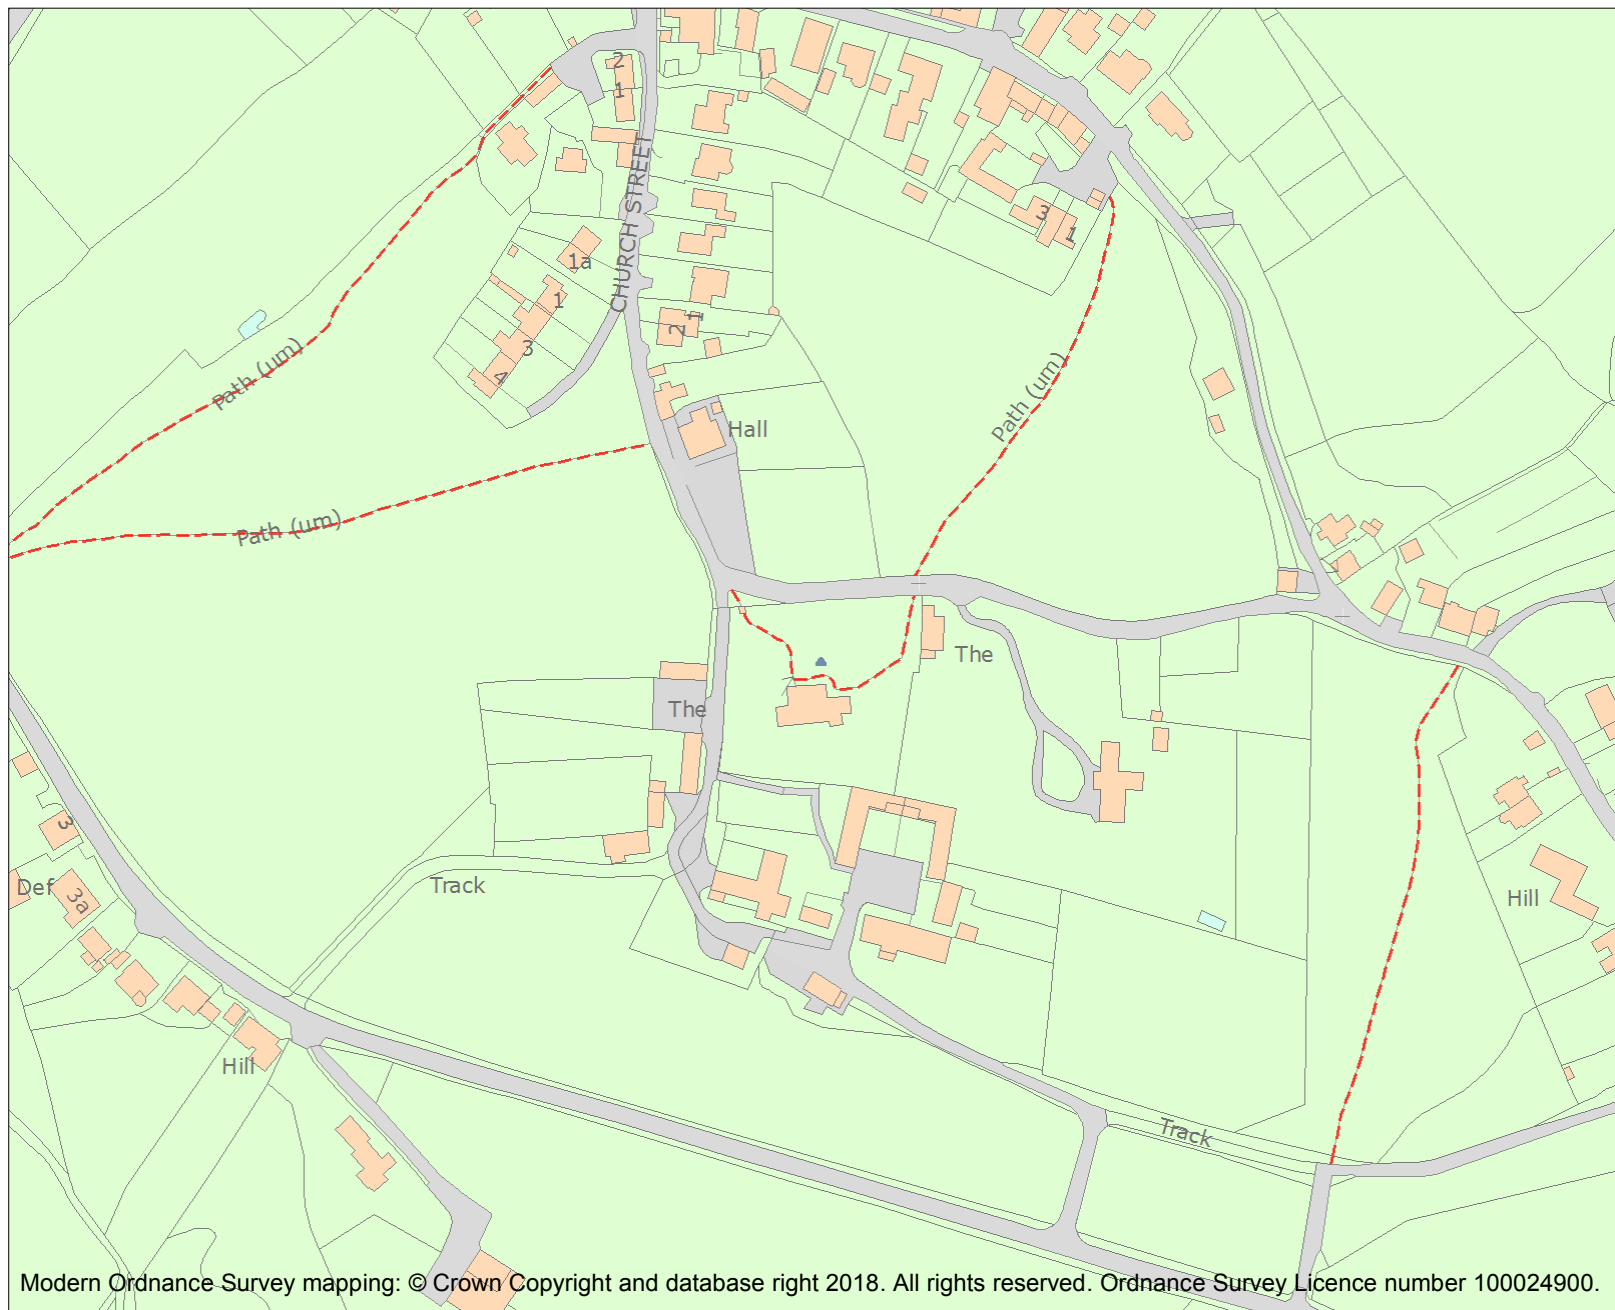 2
1
CHURCH STREET
3
1
1a
1
2
1
3
4
Path (um)
Path (um)
Hall
Path (um)
The
The
3
Def
3a
Track
Hill
Hill
Track
Modern Ordnance Survey mapping: © Crown Copyright and database right 2018. All rights reserved. Ordnance Survey Licence number 100024900.